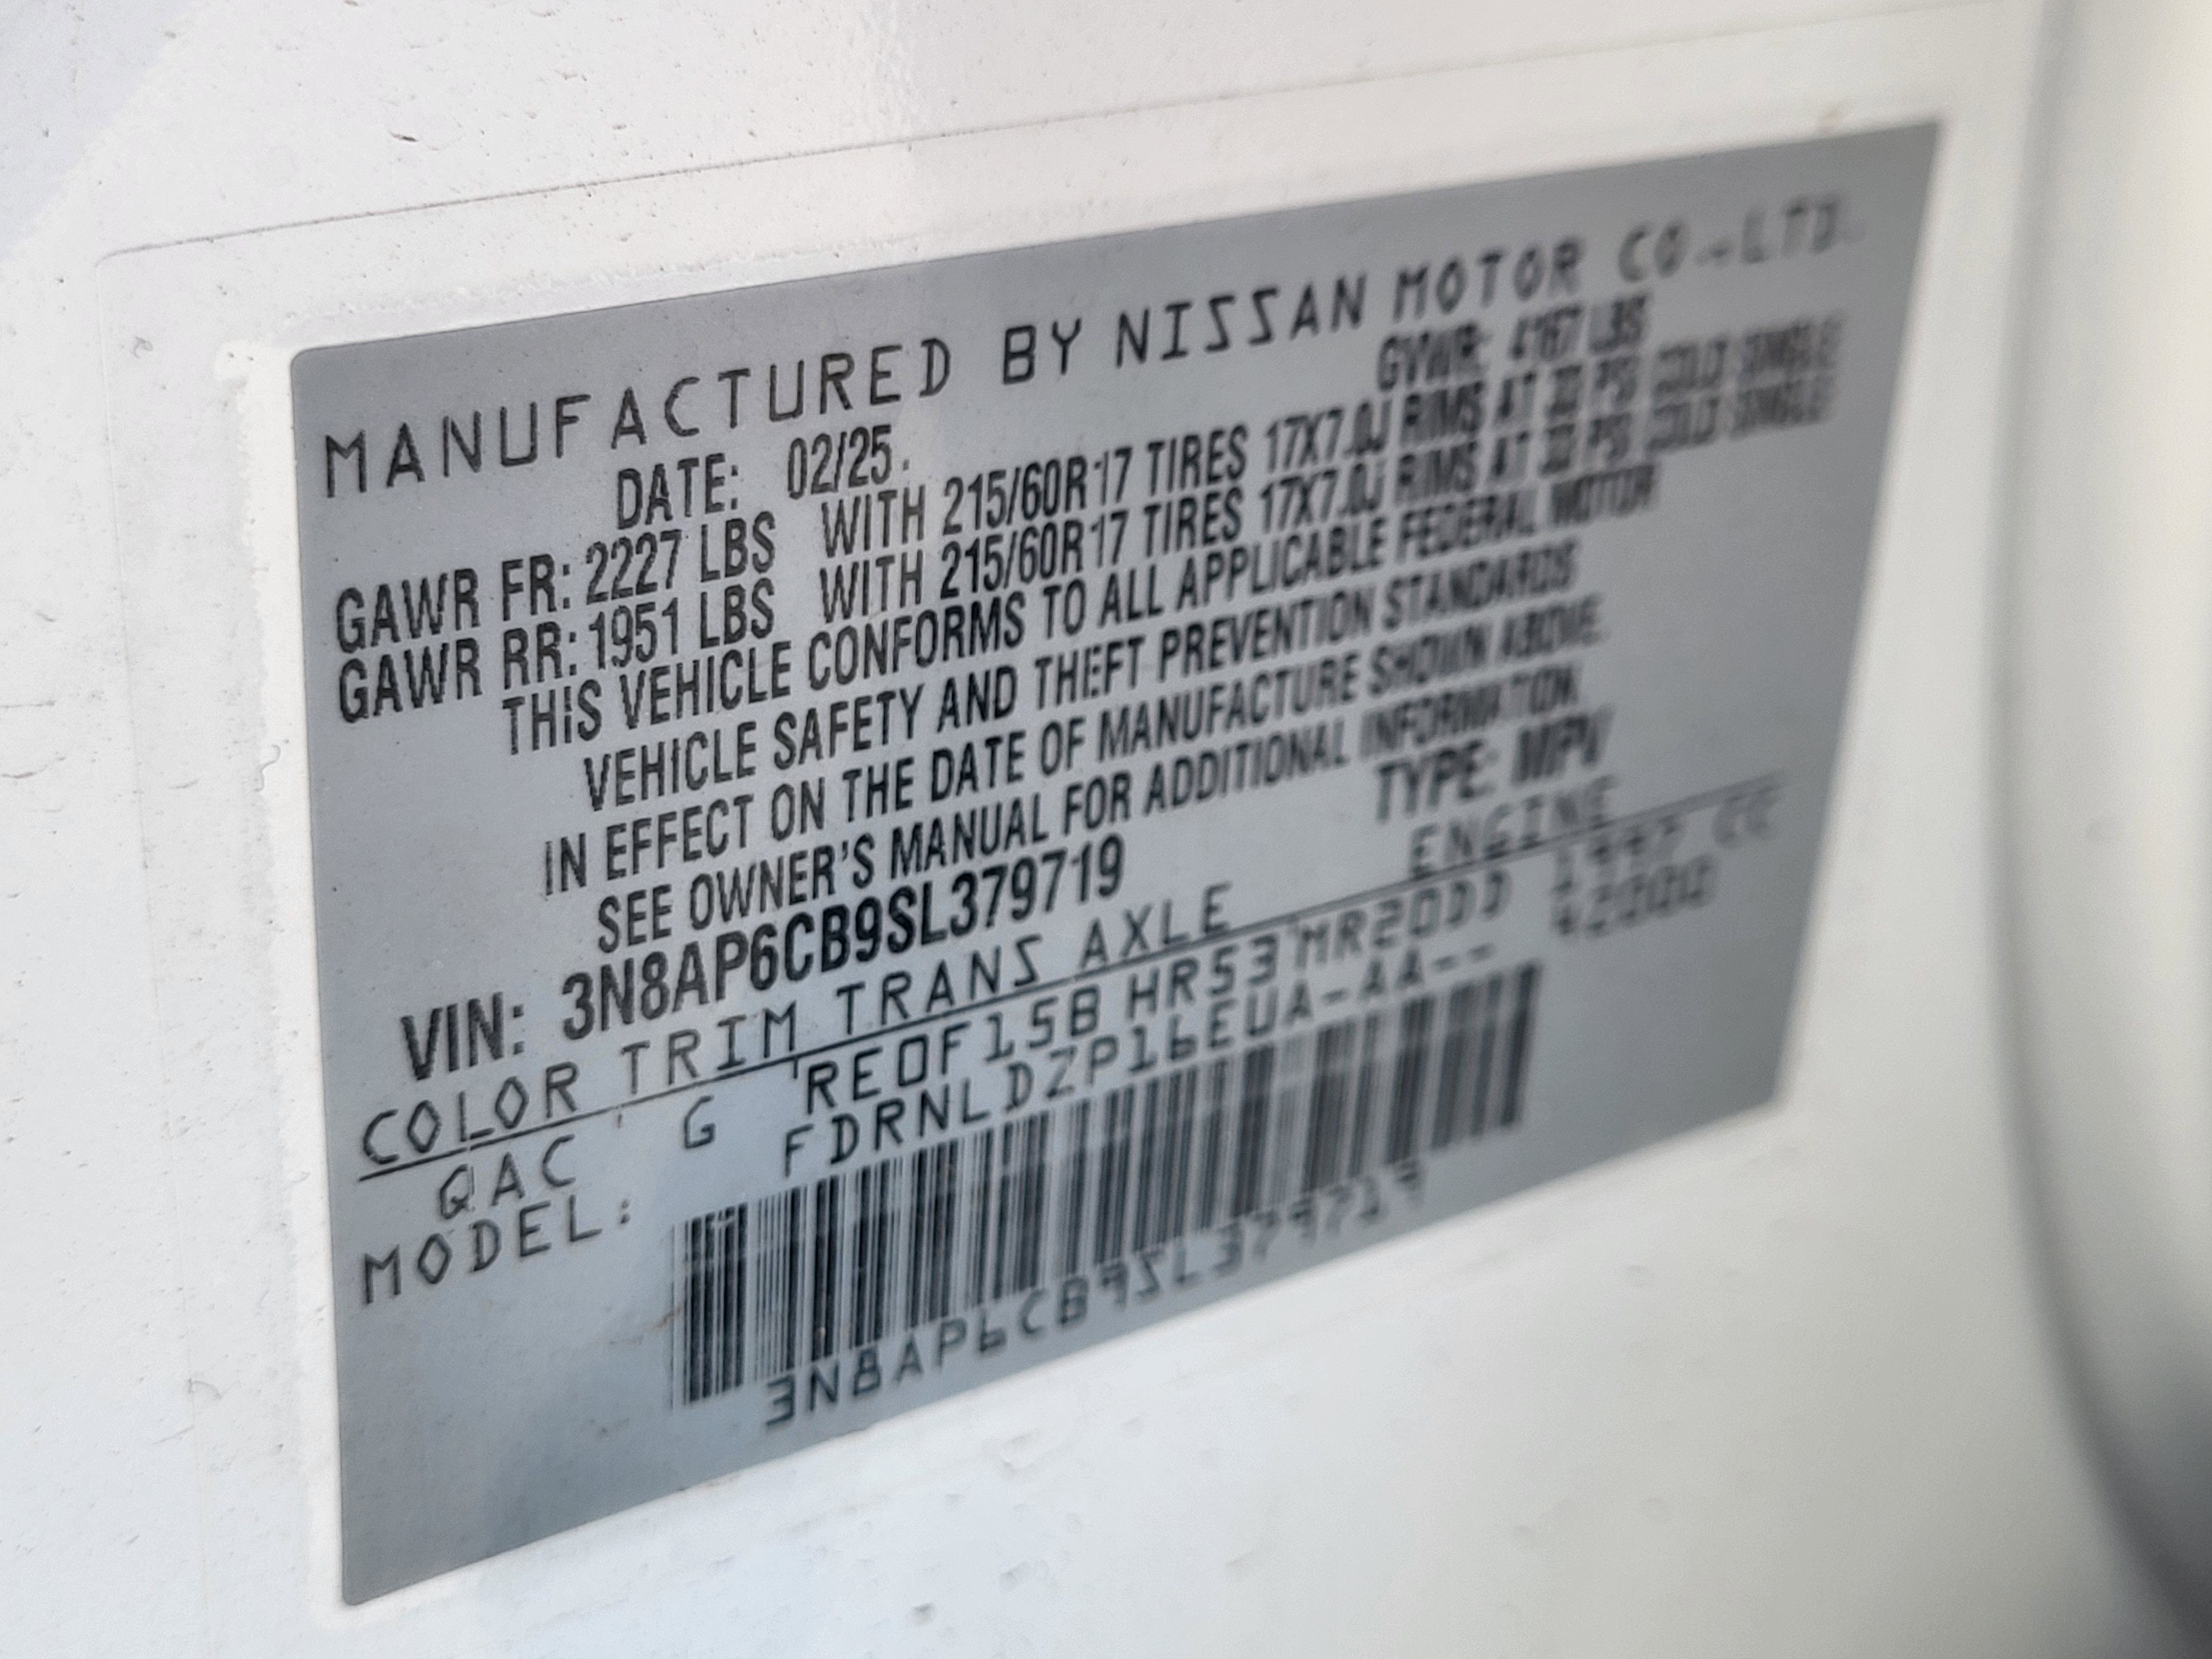 MANUFACTURED BY NISSAN MOTOR CO.LTD.
DATE: 02/25. GVWR: 4167 LBS
GAWR FR: 2227 LBS WITH 215/60R17 TIRES 17X7.0J RIMS AT PSI COLD SINGLE
GAWR RR: 1951 LBS WITH 215/60R17 TIRES 17X7.0J RIMS AT PSI COLD SINGLE
THIS VEHICLE CONFORMS TO ALL APPLICABLE FEDERAL MOTOR
VEHICLE SAFETY AND THEFT PREVENTION STANDARDS
IN EFFECT ON THE DATE OF MANUFACTURE SHOWN ABOVE.
SEE OWNER'S MANUAL FOR ADDITIONAL INFORMATION.
VIN: 3N8AP6CB9SL379719 TYPE: MPV
COLOR TRIM TRANS AXLE ENGINE
QAC G RE0F15B HR53 MR20DD 1997 CC
MODEL: FDRNLDZP16EUA-AA--
3N8AP6CB9SL379719